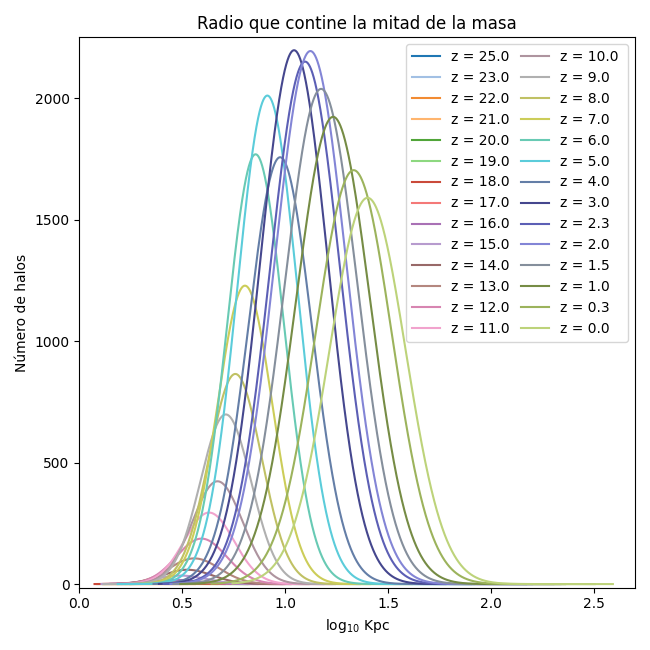 Radio que contine la mitad de la masa
Número de halos
2000
1500
1000
500
0
z = 25.0 z = 10.0
z = 23.0 z = 9.0
z = 22.0 z = 8.0
z = 21.0 z = 7.0
z = 20.0 z = 6.0
z = 19.0 z = 5.0
z = 18.0 z = 4.0
z = 17.0 z = 3.0
z = 16.0 z = 2.3
z = 15.0 z = 2.0
z = 14.0 z = 1.5
z = 13.0 z = 1.0
z = 12.0 z = 0.3
z = 11.0 z = 0.0
0.0 0.5 1.0 1.5 2.0 2.5
log₁₀ Kpc